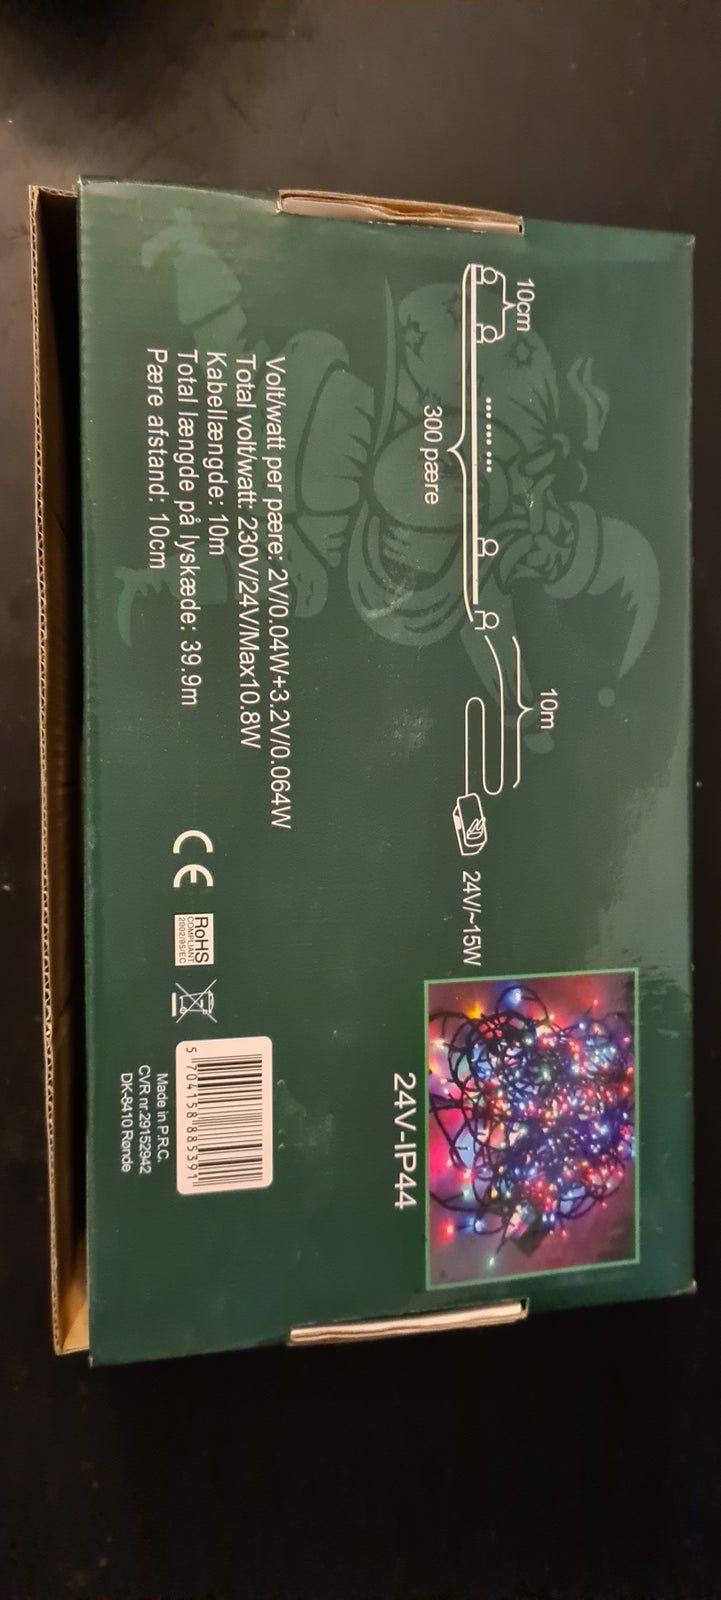 10cm
300 pære
10m
24V/~15W
Volt/watt per pære: 2V/0.04W+3.2V/0.064W
Total volt/watt: 230V/24V/Max10.8W
Kabellængde: 10m
Total længde på lyskæde: 39.9m
Pære afstand: 10cm
24V-IP44
CE
RoHS
COMPLIANT
2002/95/EC
5 704158 885391
Made in P.R.C.
CVR nr.29152942
DK-8410 Rønde